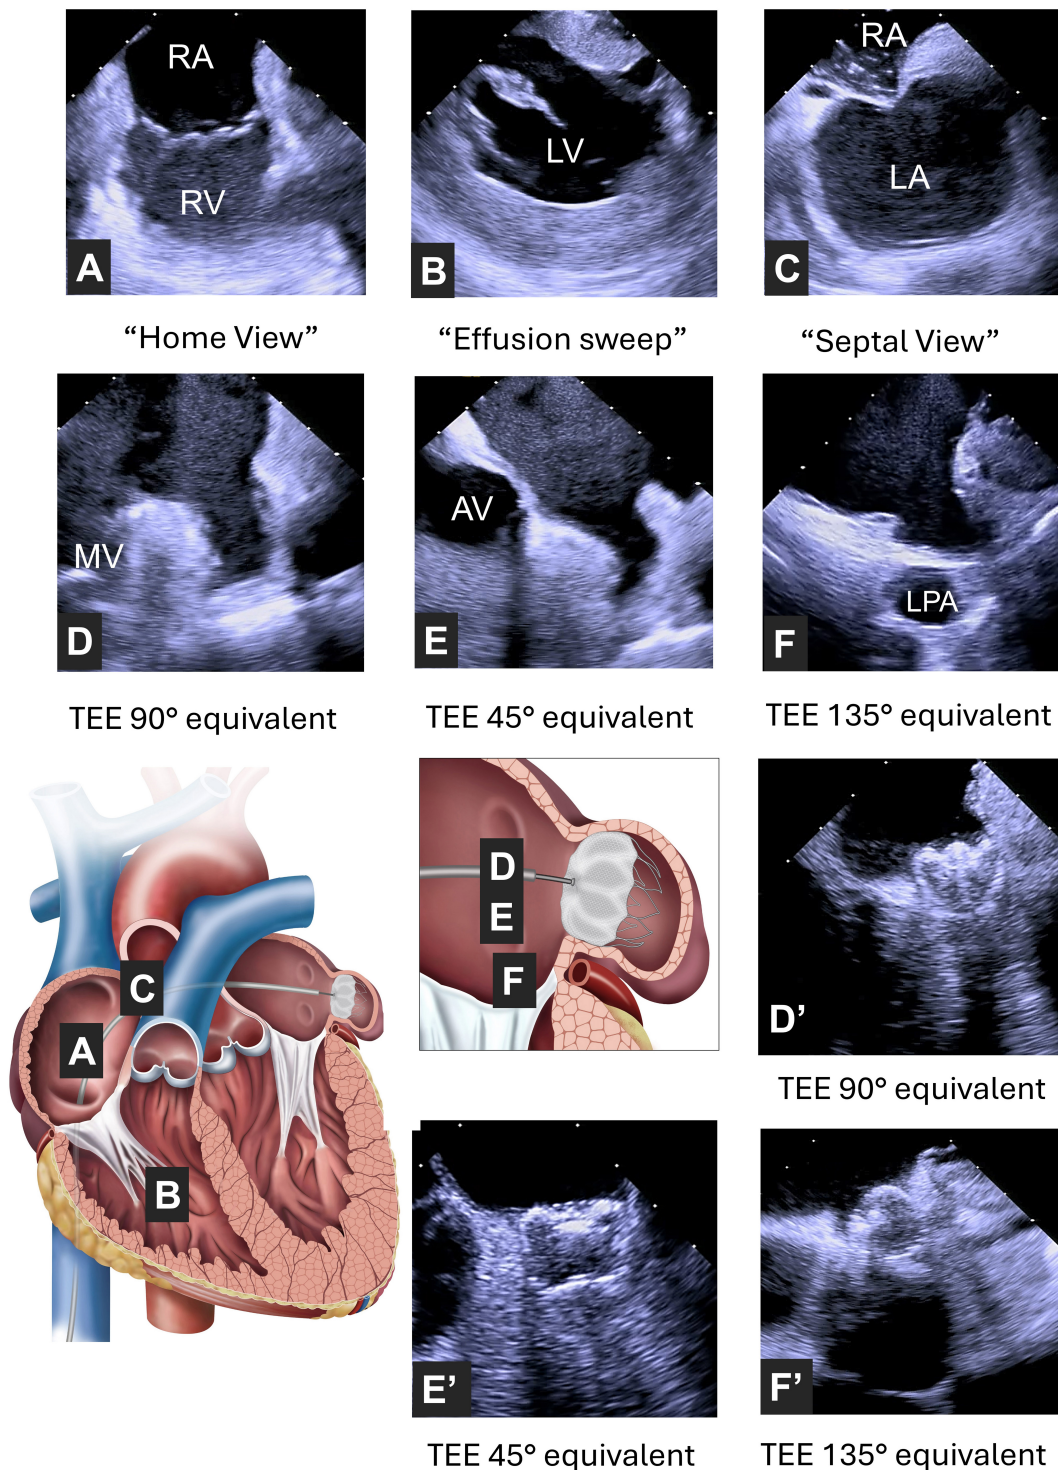 RA
RV
A
LV
B
RA
LA
C
“Home View”
“Effusion sweep”
“Septal View”
MV
D
AV
E
LPA
F
TEE 90° equivalent
TEE 45° equivalent
TEE 135° equivalent
C
A
B
D
E
F
D’
TEE 90° equivalent
E’
F’
TEE 45° equivalent
TEE 135° equivalent